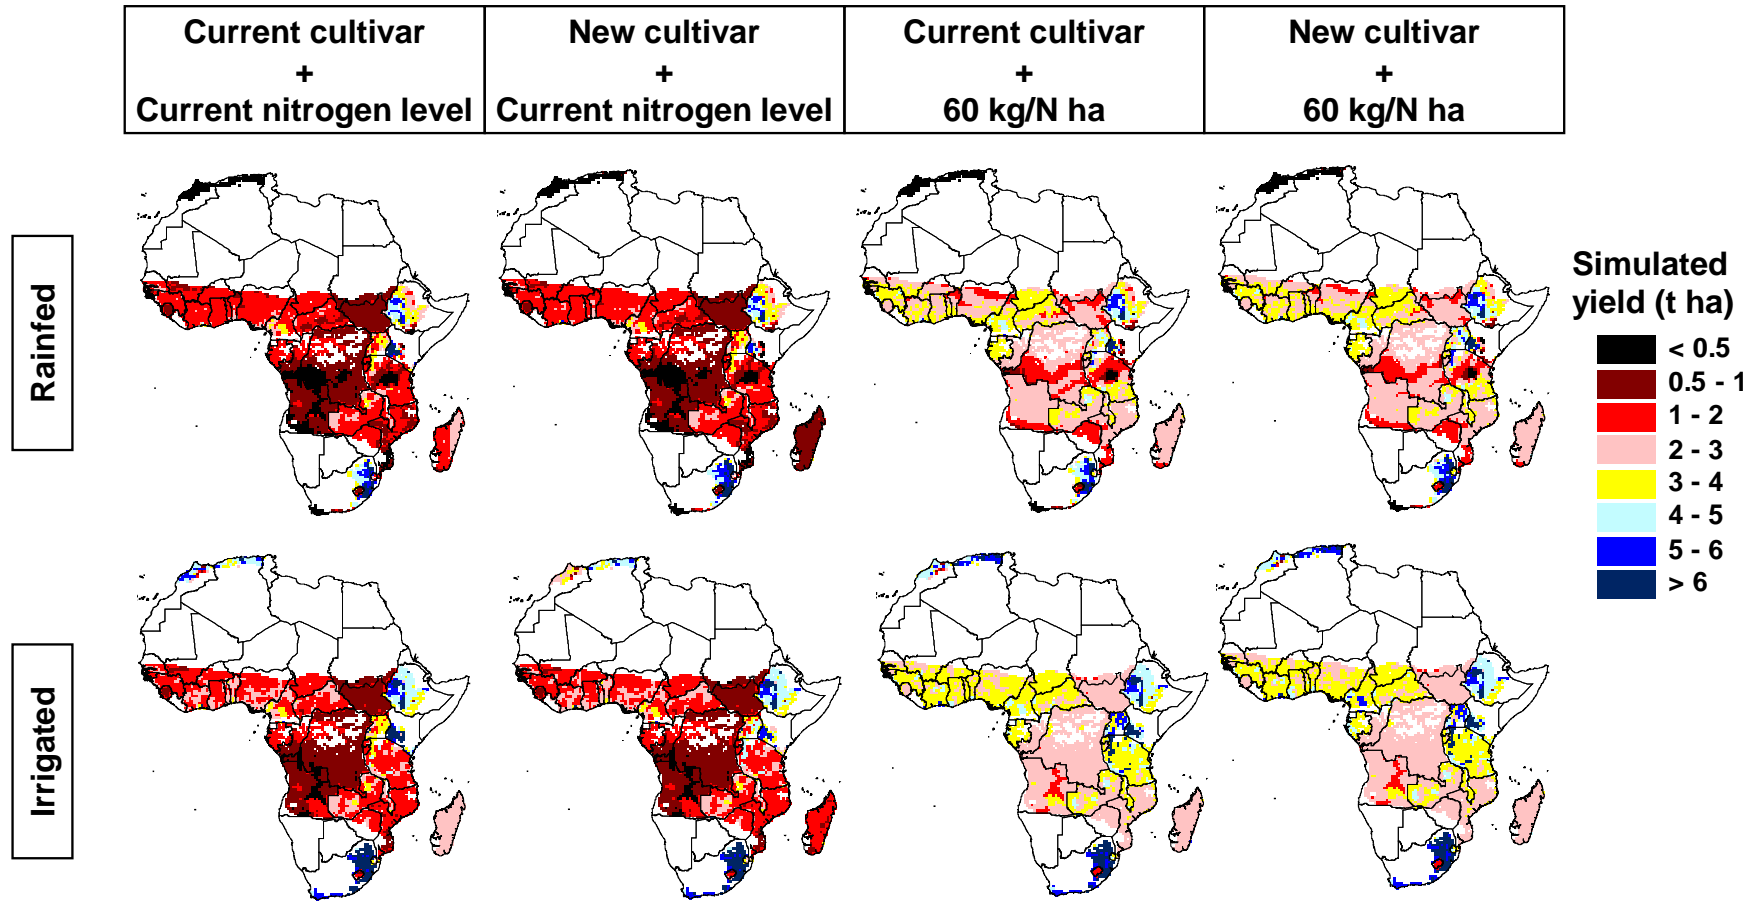 Current cultivar
+
Current nitrogen level
New cultivar
+
Current nitrogen level
Current cultivar
+
60 kg/N ha
New cultivar
+
60 kg/N ha
Rainfed
Irrigated
Simulated
yield (t ha)
< 0.5
0.5 - 1
1 - 2
2 - 3
3 - 4
4 - 5
5 - 6
> 6